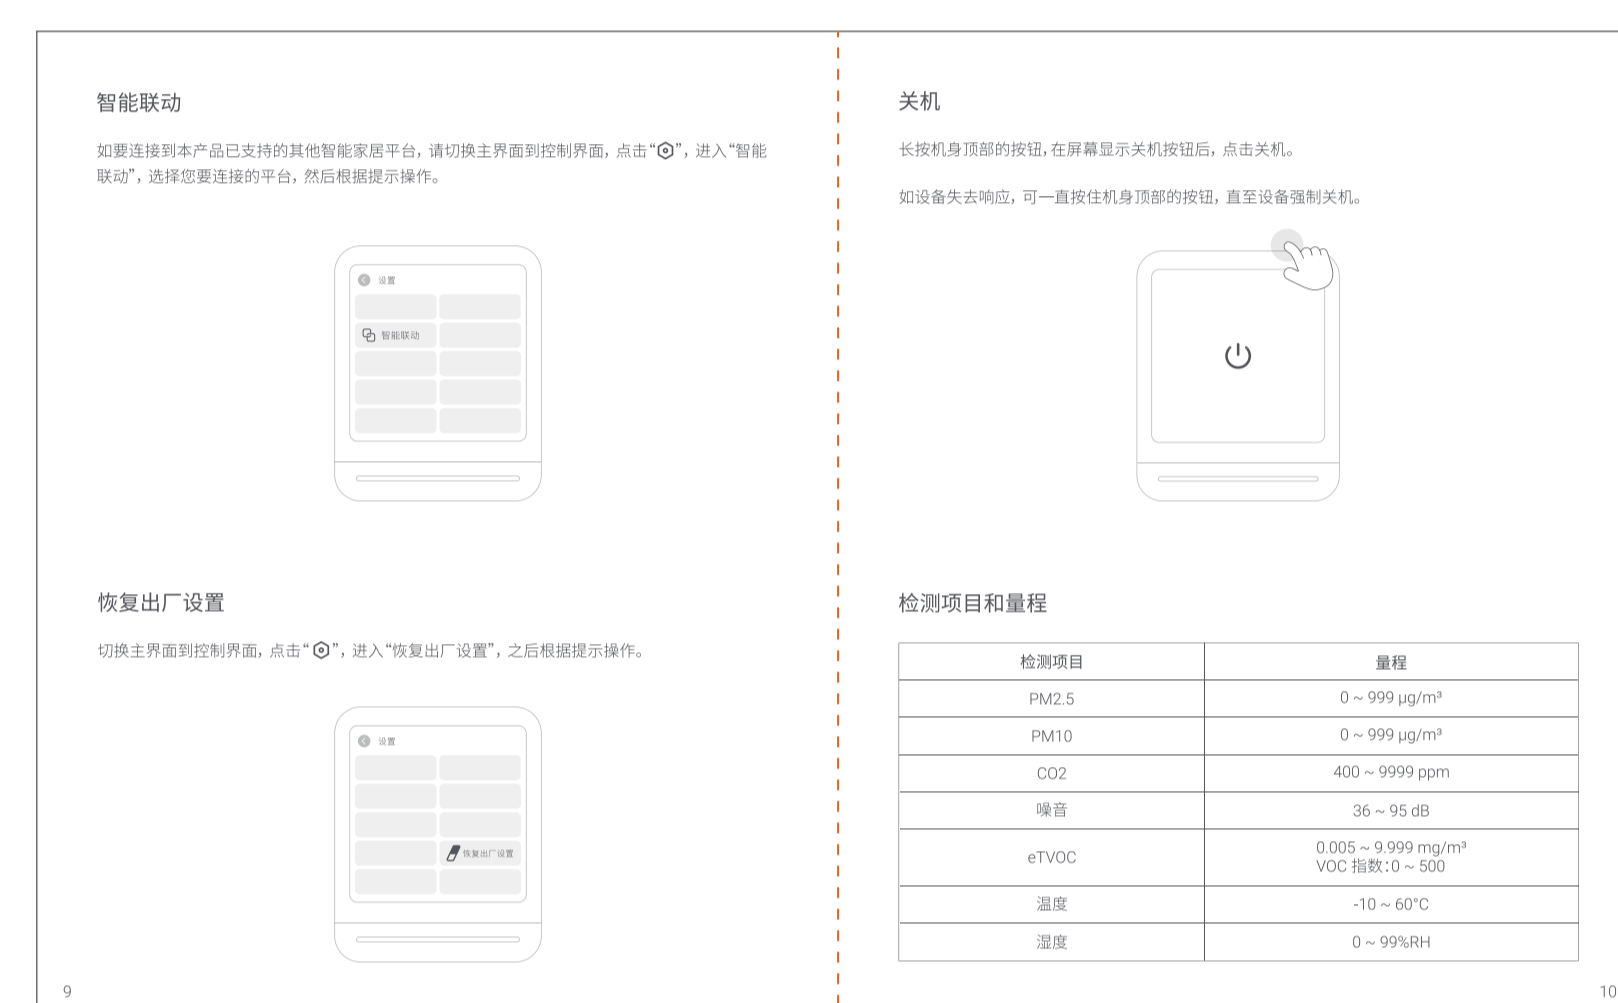 智能联动
如要连接到本产品已支持的其他智能家居平台，请切换主界面到控制界面，点击“”，进入“智能
联动”，选择您要连接的平台，然后根据提示操作。
设置
智能联动
恢复出厂设置
切换主界面到控制界面，点击“”，进入“恢复出厂设置”，之后根据提示操作。
设置
恢复出厂设置
9
关机
长按机身顶部的按钮，在屏幕显示关机按钮后，点击关机。
如设备失去响应，可一直按住机身顶部的按钮，直至设备强制关机。
检测项目和量程
检测项目 量程
PM2.5 0 ~ 999 μg/m³
PM10 0 ~ 999 μg/m³
CO2 400 ~ 9999 ppm
噪音 36 ~ 95 dB
eTVOC 0.005 ~ 9.999 mg/m³
VOC 指数：0 ~ 500
温度 -10 ~ 60°C
湿度 0 ~ 99%RH
10